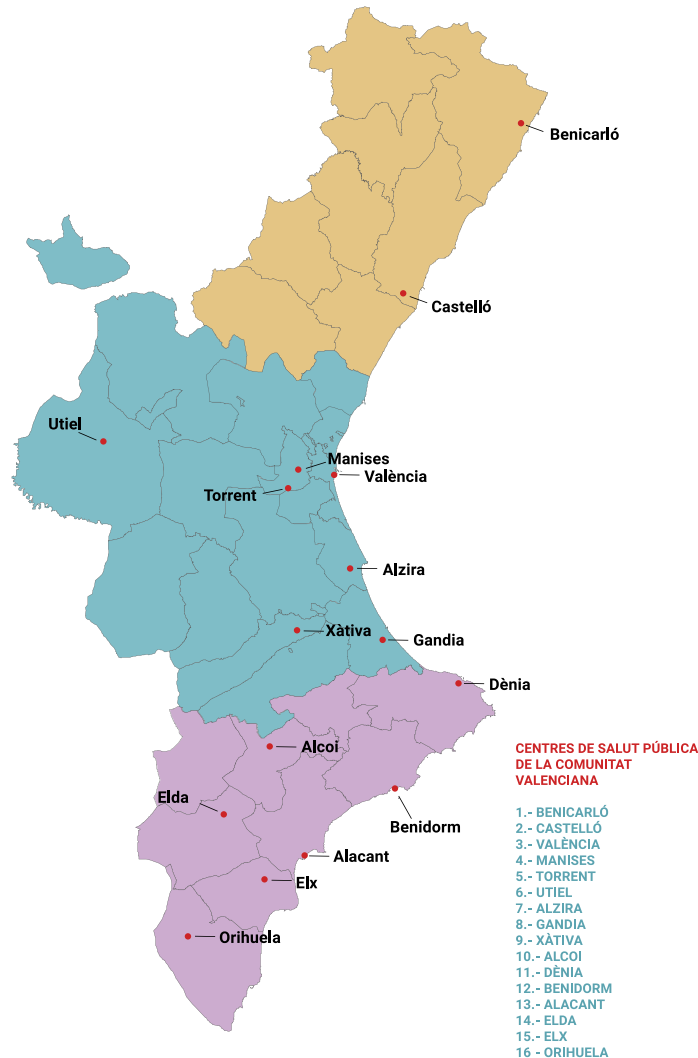 Benicarló
Castelló
Utiel
Manises
València
Torrent
Alzira
Xàtiva
Gandia
Dènia
Alcoi
Elda
Benidorm
Alacant
Elx
Orihuela
CENTRES DE SALUT PÚBLICA
DE LA COMUNITAT
VALENCIANA
1.- BENICARLÓ
2.- CASTELLÓ
3.- VALÈNCIA
4.- MANISES
5.- TORRENT
6.- UTIEL
7.- ALZIRA
8.- GANDIA
9.- XÀTIVA
10.- ALCOI
11.- DÈNIA
12.- BENIDORM
13.- ALACANT
14.- ELDA
15.- ELX
16 - ORIHUELA